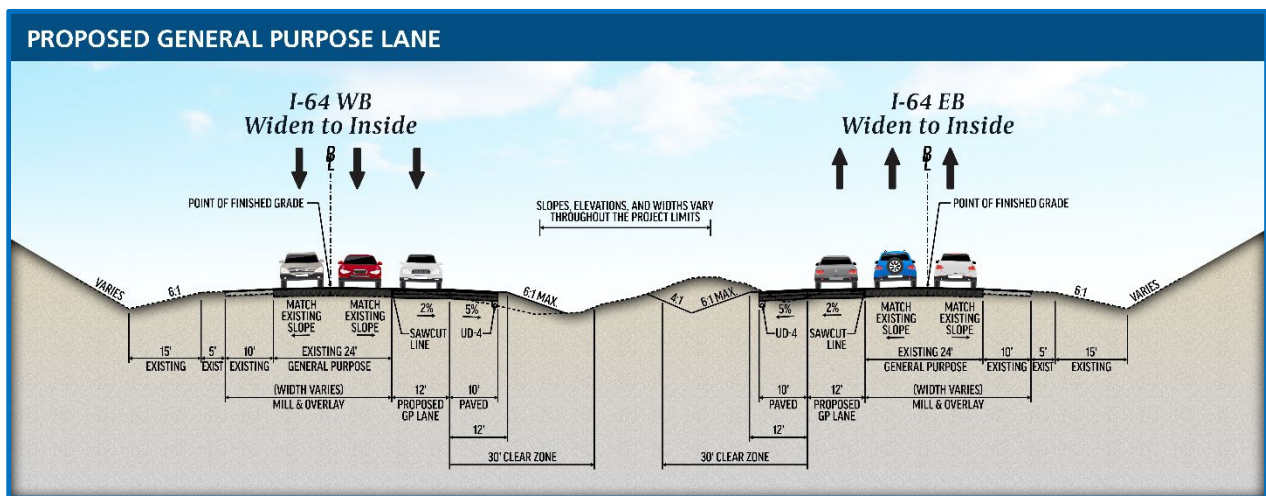 PROPOSED GENERAL PURPOSE LANE
I-64 WB
Widen to Inside
BL
POINT OF FINISHED GRADE
SLOPES, ELEVATIONS, AND WIDTHS VARY
THROUGHOUT THE PROJECT LIMITS
I-64 EB
Widen to Inside
BL
POINT OF FINISHED GRADE
VARIES
6:1
MATCH
EXISTING
SLOPE
MATCH
EXISTING
SLOPE
2%
SAWCUT
LINE
5%
UD-4
6:1 MAX.
15'
EXISTING
5'
EXIST
10'
EXISTING
EXISTING 24'
GENERAL PURPOSE
(WIDTH VARIES)
MILL & OVERLAY
12'
PROPOSED
GP LANE
10'
PAVED
12'
30' CLEAR ZONE
4:1
6:1 MAX.
5%
UD-4
2%
SAWCUT
LINE
MATCH
EXISTING
SLOPE
MATCH
EXISTING
SLOPE
6:1
VARIES
10'
PAVED
12'
PROPOSED
GP LANE
EXISTING 24'
GENERAL PURPOSE
10'
EXISTING
5'
EXIST
15'
EXISTING
(WIDTH VARIES)
MILL & OVERLAY
12'
30' CLEAR ZONE